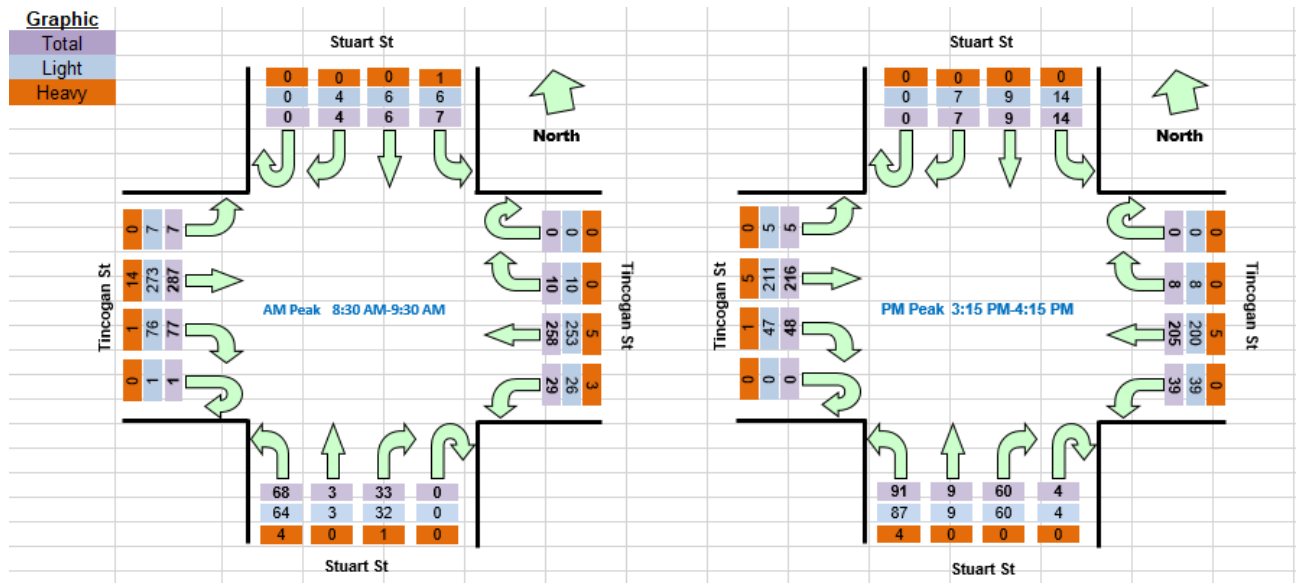 Graphic
Total
Light
Heavy
Stuart St
0 0 0 1
0 4 6 6
0 4 6 7
North
0 7 7
14 273 287
1 76 77
0 1 1
Tincogan St
AM Peak 8:30 AM-9:30 AM
0 0 0
10 10 0
258 253 5
29 26 3
Tincogan St
68 3 33 0
64 3 32 0
4 0 1 0
Stuart St
Stuart St
0 0 0 0
0 7 9 14
0 7 9 14
North
0 5 5
5 211 216
1 47 48
0 0 0
Tincogan St
PM Peak 3:15 PM-4:15 PM
0 0 0
8 8 0
205 200 5
39 39 0
Tincogan St
91 9 60 4
87 9 60 4
4 0 0 0
Stuart St